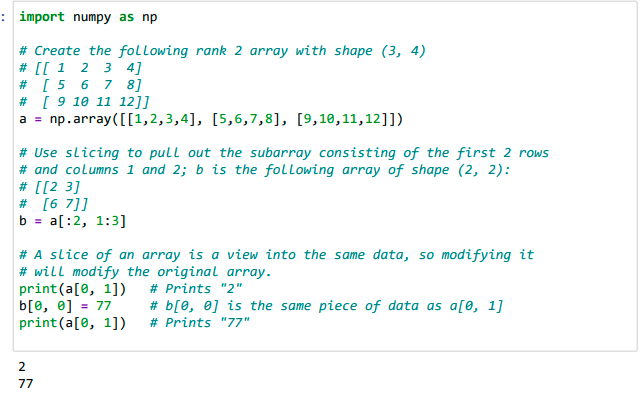 :
import numpy as np
# Create the following rank 2 array with shape (3, 4)
# [[ 1  2  3  4]
#  [ 5  6  7  8]
#  [ 9 10 11 12]]
a = np.array([[1,2,3,4], [5,6,7,8], [9,10,11,12]])
# Use slicing to pull out the subarray consisting of the first 2 rows
# and columns 1 and 2; b is the following array of shape (2, 2):
# [[2 3]
#  [6 7]]
b = a[:2, 1:3]
# A slice of an array is a view into the same data, so modifying it
# will modify the original array.
print(a[0, 1])   # Prints "2"
b[0, 0] = 77     # b[0, 0] is the same piece of data as a[0, 1]
print(a[0, 1])   # Prints "77"
2
77